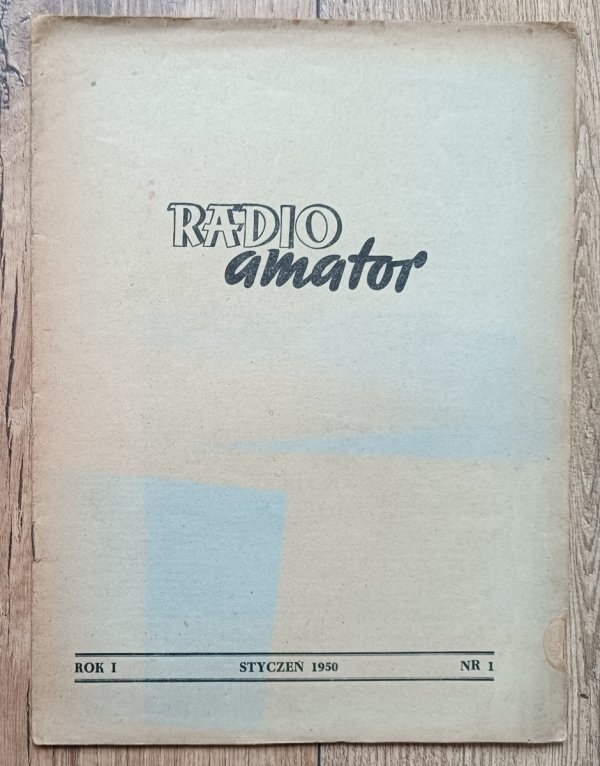 RADIO
amator
ROK I STYCZEŃ 1950 NR 1